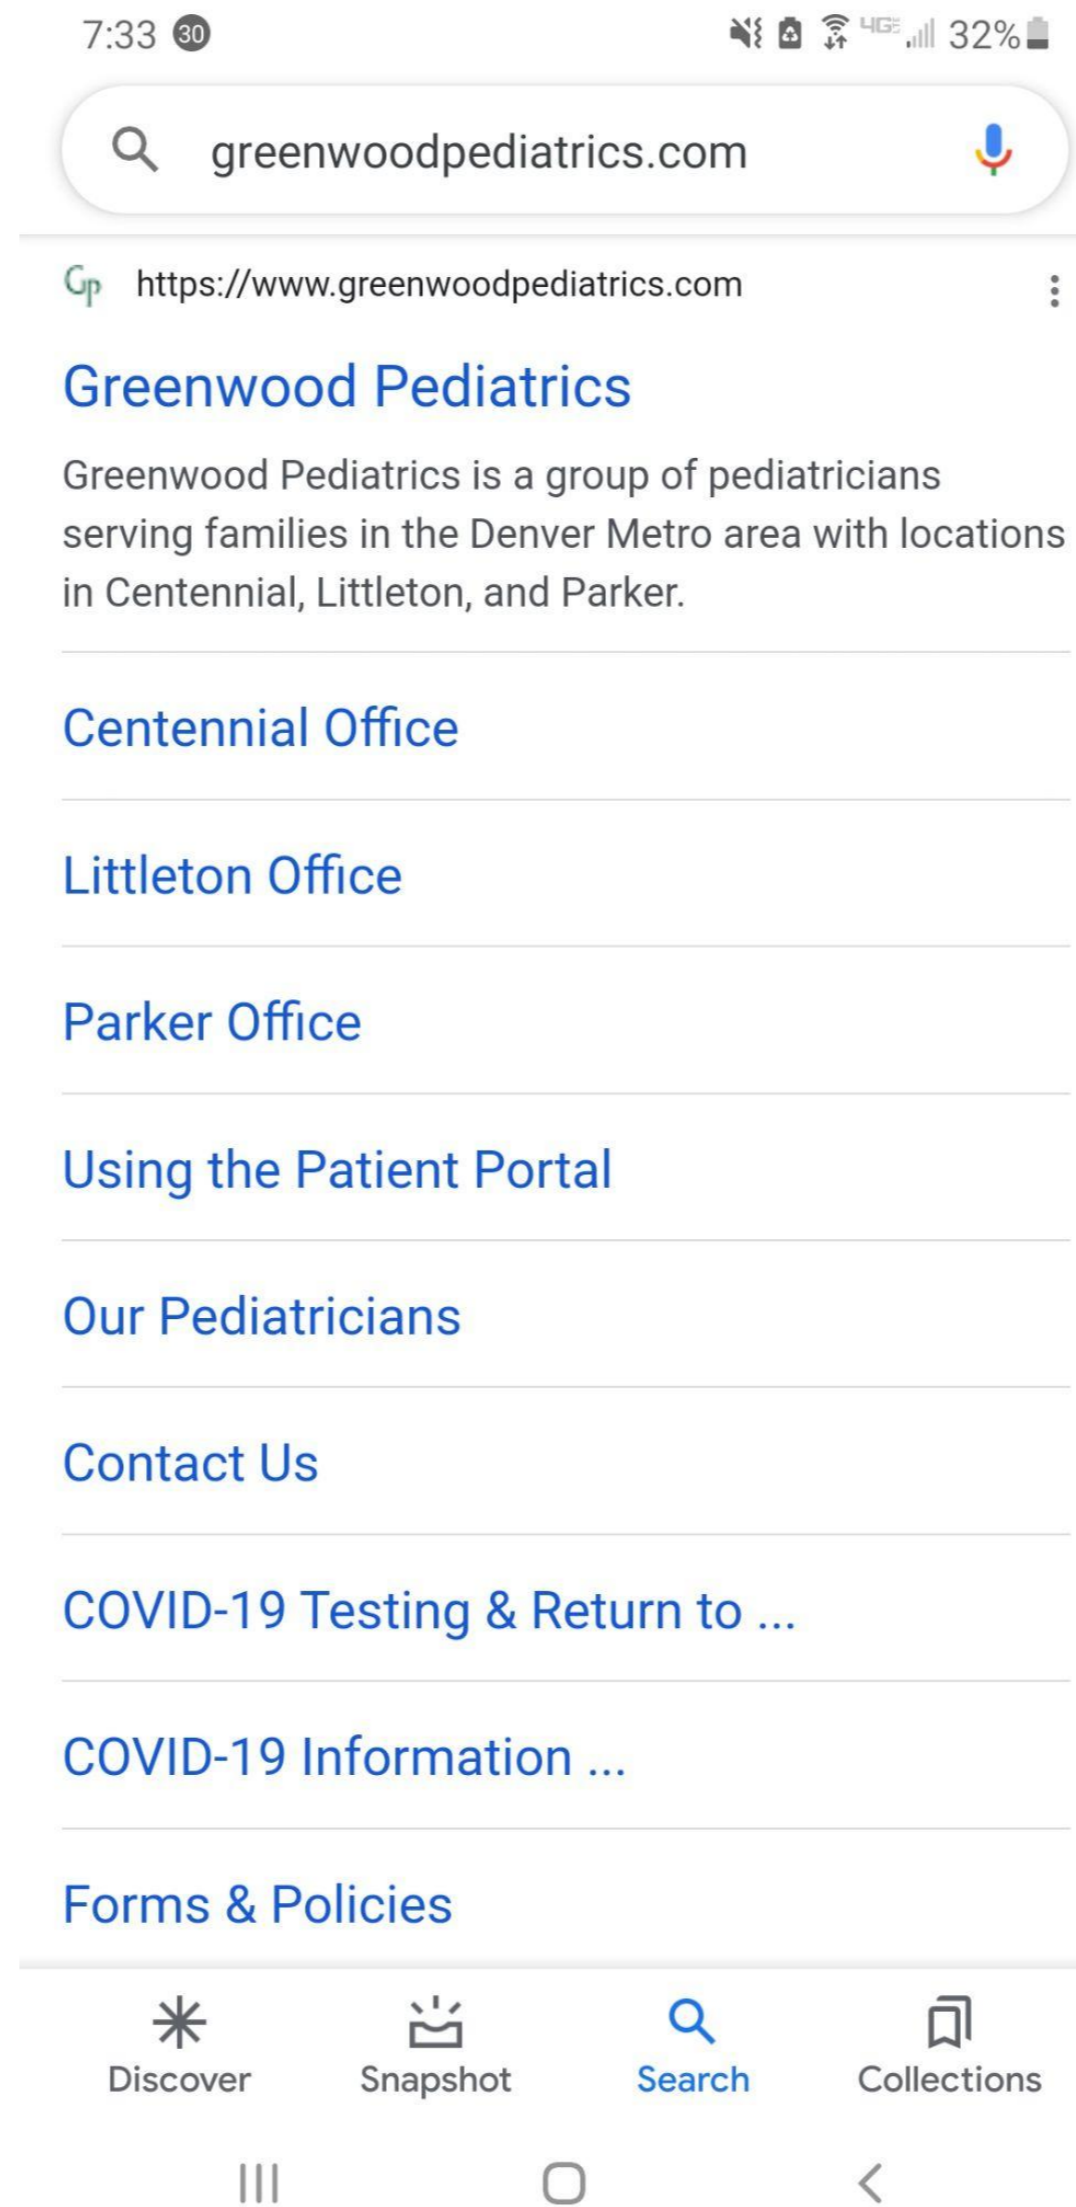 7:33 30 4GE 32%
greenwoodpediatrics.com
Gp https://www.greenwoodpediatrics.com
Greenwood Pediatrics
Greenwood Pediatrics is a group of pediatricians
serving families in the Denver Metro area with locations
in Centennial, Littleton, and Parker.
Centennial Office
Littleton Office
Parker Office
Using the Patient Portal
Our Pediatricians
Contact Us
COVID-19 Testing & Return to ...
COVID-19 Information ...
Forms & Policies
Discover Snapshot Search Collections